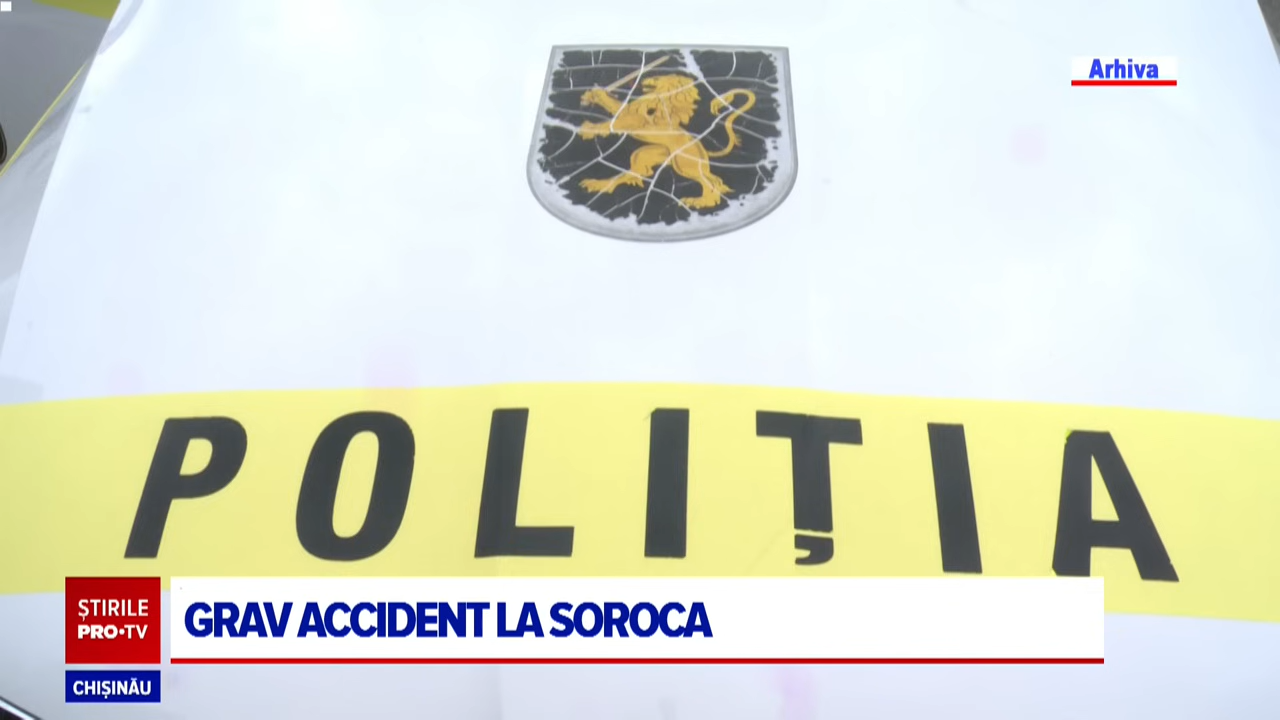 Arhiva
POLIȚIA
ȘTIRILE
PRO•TV
GRAV ACCIDENT LA SOROCA
CHIȘINĂU